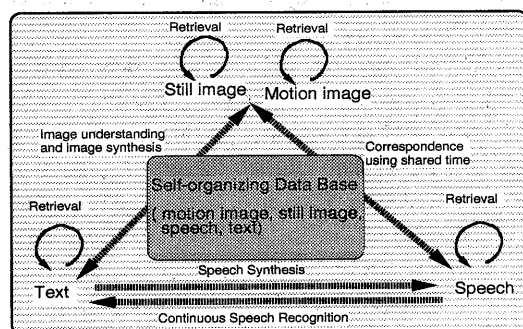 Retrieval Retrieval
Still image Motion image
Image understanding
and image synthesis
Correspondence
using shared time
Self-organizing Data Base
( motion image, still image,
speech, text)
Retrieval
Retrieval
Speech Synthesis
Text
Speech
Continuous Speech Recognition